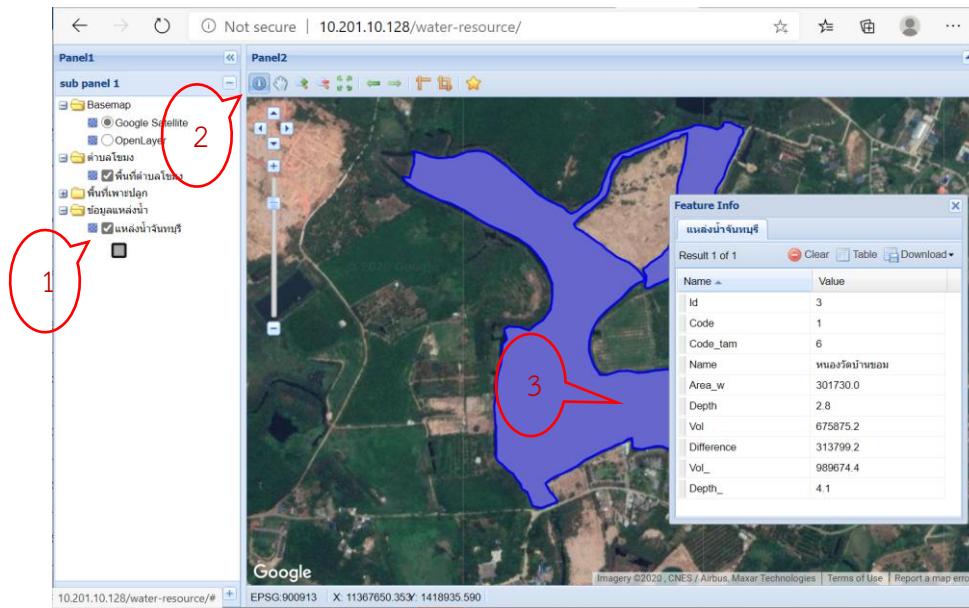 Not secure | 10.201.10.128/water-resource/
Panel1
Panel2
sub panel 1
Basemap
Google Satellite
OpenLayer
ตำบลโขมง
พื้นที่ตำบลโขมง
พื้นที่เพาะปลูก
ข้อมูลแหล่งน้ำ
แหล่งน้ำจันทบุรี
1
2
3
Feature Info
แหล่งน้ำจันทบุรี
Result 1 of 1 Clear Table Download
Name Value
Id 3
Code 1
Code_tam 6
Name หนองวัดบ้านขอม
Area_w 301730.0
Depth 2.8
Vol 675875.2
Difference 313799.2
Vol_ 989674.4
Depth_ 4.1
Google
Imagery ©2020 , CNES / Airbus, Maxar Technologies Terms of Use Report a map erro
10.201.10.128/water-resource/#
EPSG:900913 X: 11367650.353 Y: 1418935.590